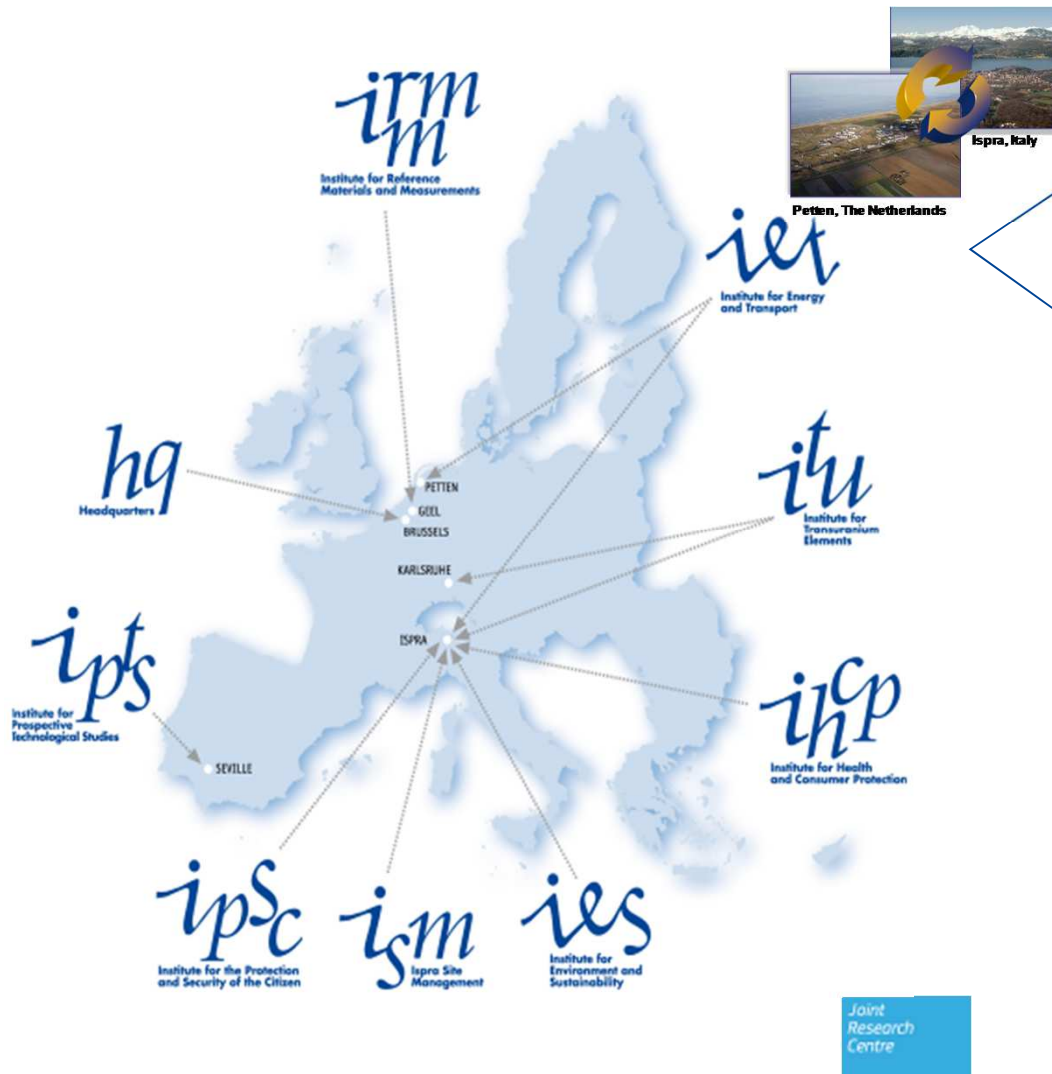 Ispra, Italy
Petten, The Netherlands
irmm
Institute for Reference
Materials and Measurements
iet
Institute for Energy
and Transport
hq
Headquarters
itu
Institute for
Transuranium
Elements
PETTEN
GEEL
BRUSSELS
KARLSRUHE
ISPRA
SEVILLE
ipts
Institute for
Prospective
Technological Studies
ihcp
Institute for Health
and Consumer Protection
ipsc
Institute for the Protection
and Security of the Citizen
ism
Ispra Site
Management
ies
Institute for
Environment and
Sustainability
Joint
Research
Centre